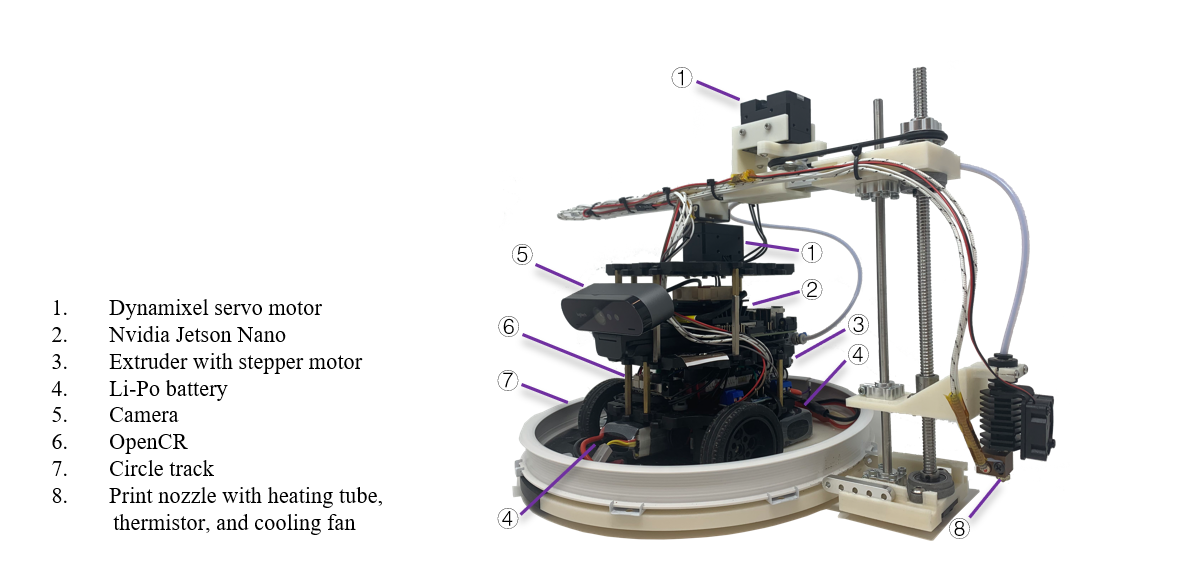 ①
①
⑤
②
1. Dynamixel servo motor
⑥
③
2. Nvidia Jetson Nano
④
3. Extruder with stepper motor
⑦
4. Li-Po battery
5. Camera
6. OpenCR
7. Circle track
8. Print nozzle with heating tube,
thermistor, and cooling fan
④
⑧